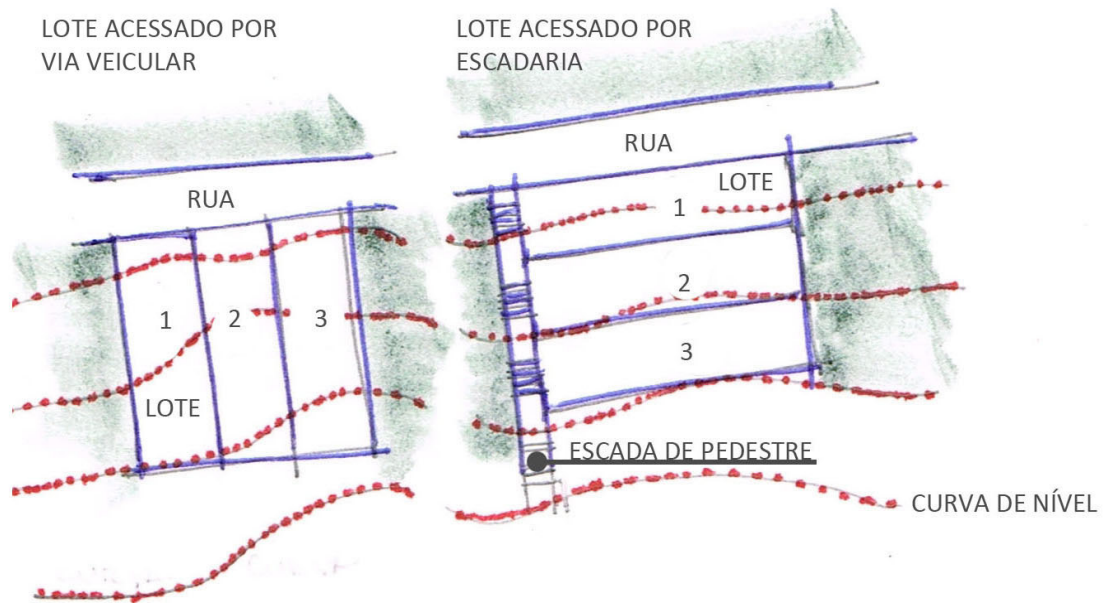 LOTE ACESSADO POR
VIA VEICULAR
RUA
1
2
3
LOTE
LOTE ACESSADO POR
ESCADARIA
RUA
LOTE
1
2
3
ESCADA DE PEDESTRE
CURVA DE NÍVEL